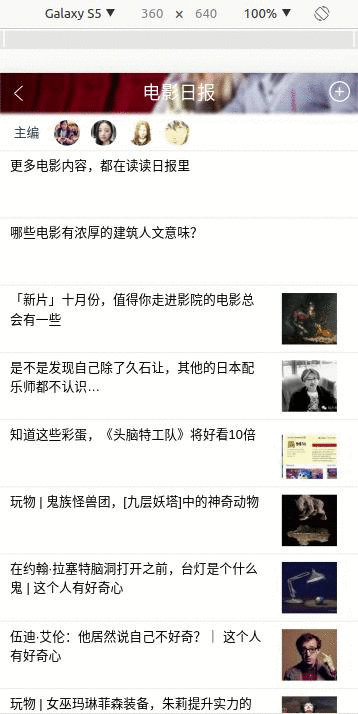 Galaxy S5 ▼ 360 × 640 100% ▼
电影日报
主编
更多电影内容，都在读读日报里
哪些电影有浓厚的建筑人文意味？
「新片」十月份，值得你走进影院的电影总
会有一些
是不是发现自己除了久石让，其他的日本配
乐师都不认识…
知道这些彩蛋，《头脑特工队》将好看10倍
玩物 | 鬼族怪兽团，[九层妖塔]中的神奇动物
在约翰·拉塞特脑洞打开之前，台灯是个什么
鬼 | 这个人有好奇心
伍迪·艾伦：他居然说自己不好奇？｜ 这个人
有好奇心
玩物 | 女巫玛琳菲森装备，朱莉提升实力的